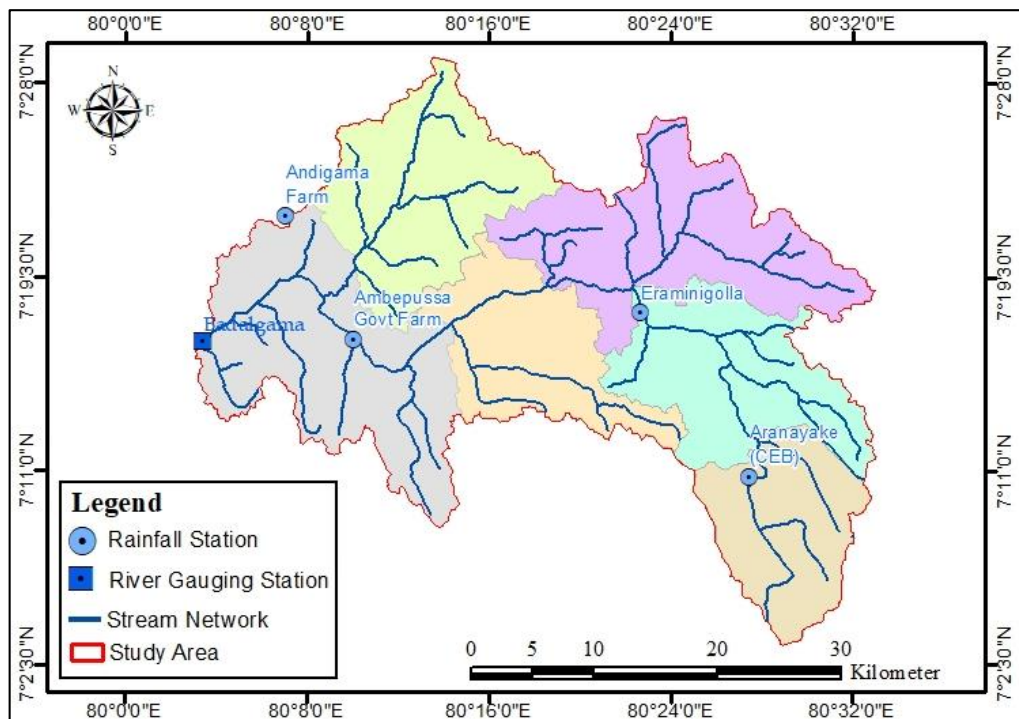 80°0'0"E 80°8'0"E 80°16'0"E 80°24'0"E 80°32'0"E
7°28'0"N
7°28'0"N
N
W E
S
Andigama
Farm
7°19'30"N
7°19'30"N
Ambepussa
Govt Farm
Eraminigolla
Badalgama
Aranayake
(CEB)
7°11'0"N
7°11'0"N
Legend
Rainfall Station
River Gauging Station
Stream Network
Study Area
0 5 10 20 30
Kilometer
7°2'30"N
7°2'30"N
80°0'0"E 80°8'0"E 80°16'0"E 80°24'0"E 80°32'0"E